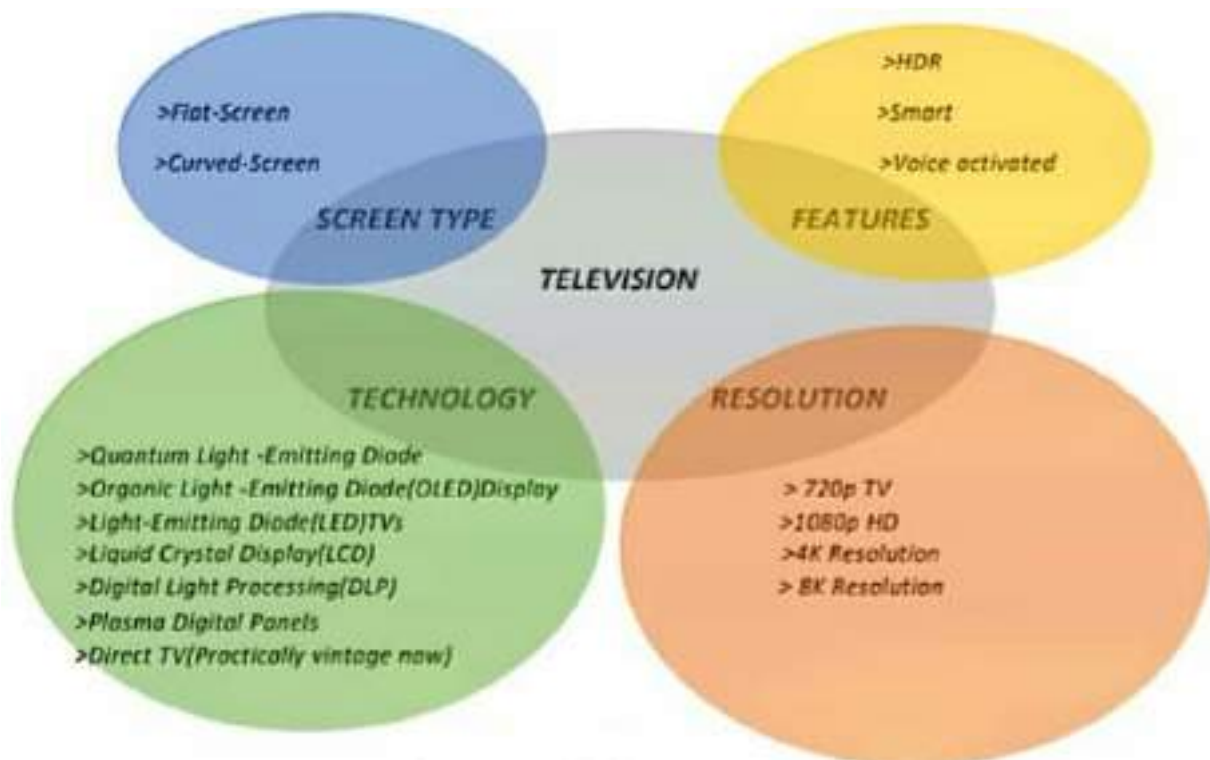 >Flat-Screen
>Curved-Screen
SCREEN TYPE
>HDR
>Smart
>Voice activated
FEATURES
TELEVISION
TECHNOLOGY
>Quantum Light -Emitting Diode
>Organic Light -Emitting Diode(OLED)Display
>Light-Emitting Diode(LED)TVs
>Liquid Crystal Display(LCD)
>Digital Light Processing(DLP)
>Plasma Digital Panels
>Direct TV(Practically vintage now)
RESOLUTION
> 720p TV
>1080p HD
>4K Resolution
> 8K Resolution